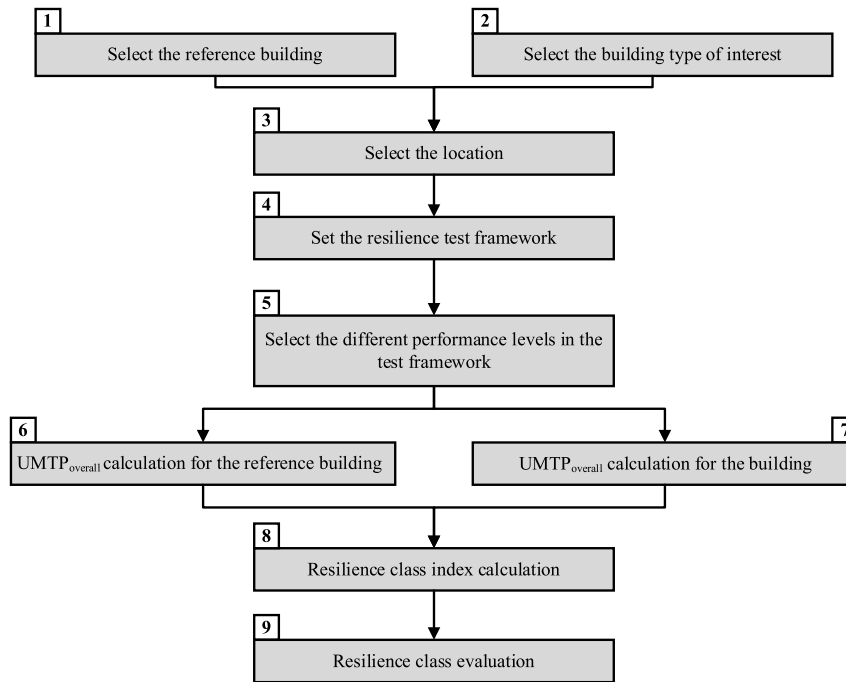 1
Select the reference building
2
Select the building type of interest
3
Select the location
4
Set the resilience test framework
5
Select the different performance levels in the
test framework
6
UMTPoverall calculation for the reference building
7
UMTPoverall calculation for the building
8
Resilience class index calculation
9
Resilience class evaluation